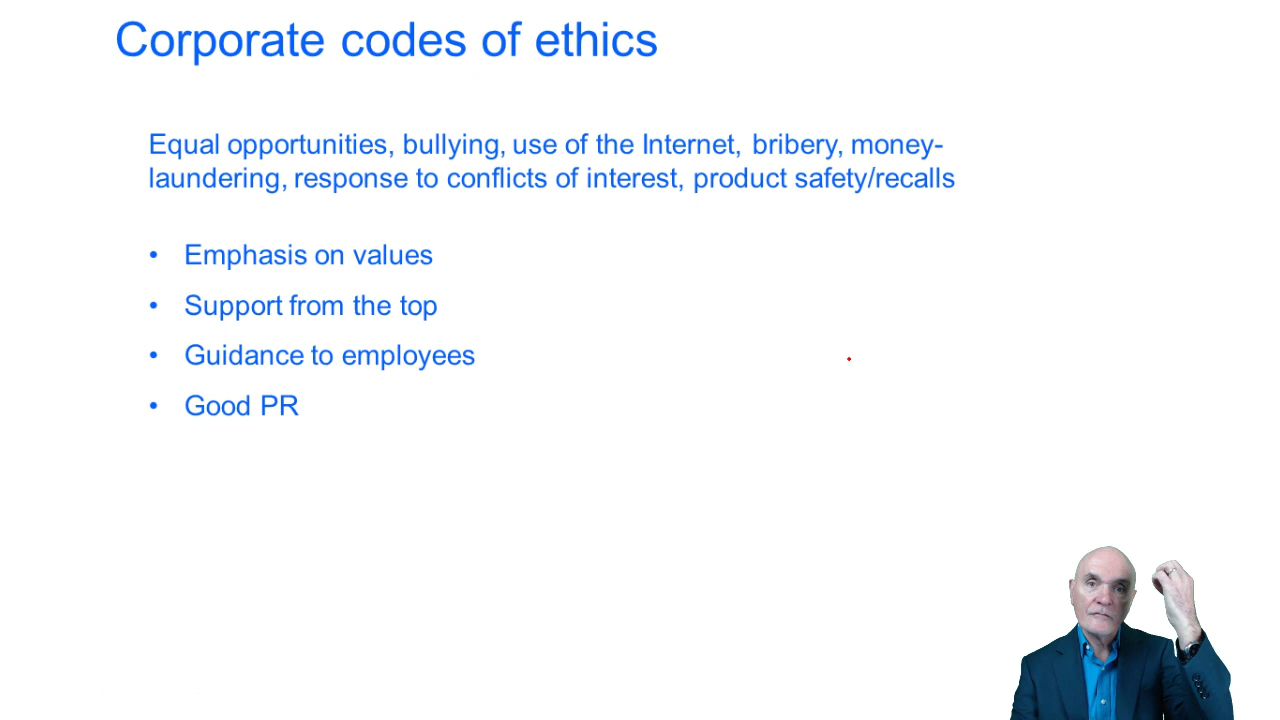 Corporate codes of ethics
Equal opportunities, bullying, use of the Internet, bribery, money-
laundering, response to conflicts of interest, product safety/recalls
• Emphasis on values
• Support from the top
• Guidance to employees
• Good PR